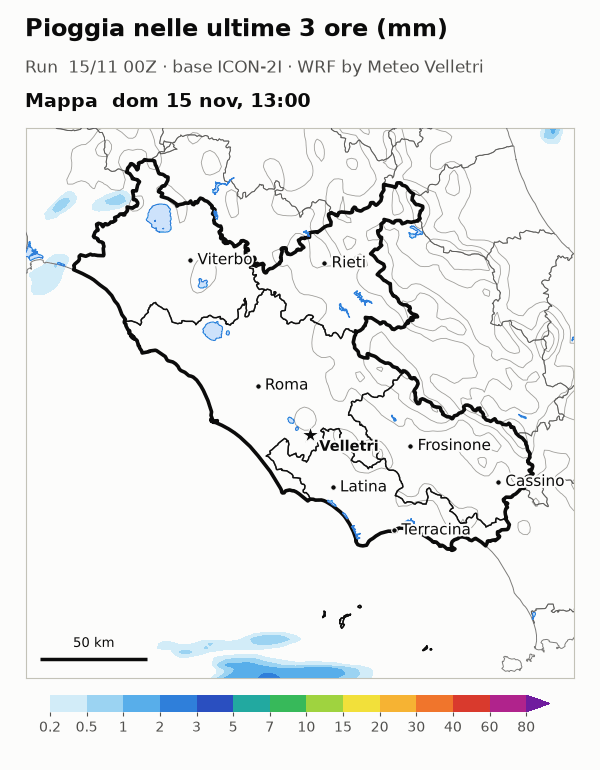 Pioggia nelle ultime 3 ore (mm)
Run  15/11 00Z · base ICON-2I · WRF by Meteo Velletri
Mappa  dom 15 nov, 13:00
Viterbo
Rieti
Roma
Velletri
Frosinone
Latina
Cassino
Terracina
50 km
0.2 0.5 1 2 3 5 7 10 15 20 30 40 60 80